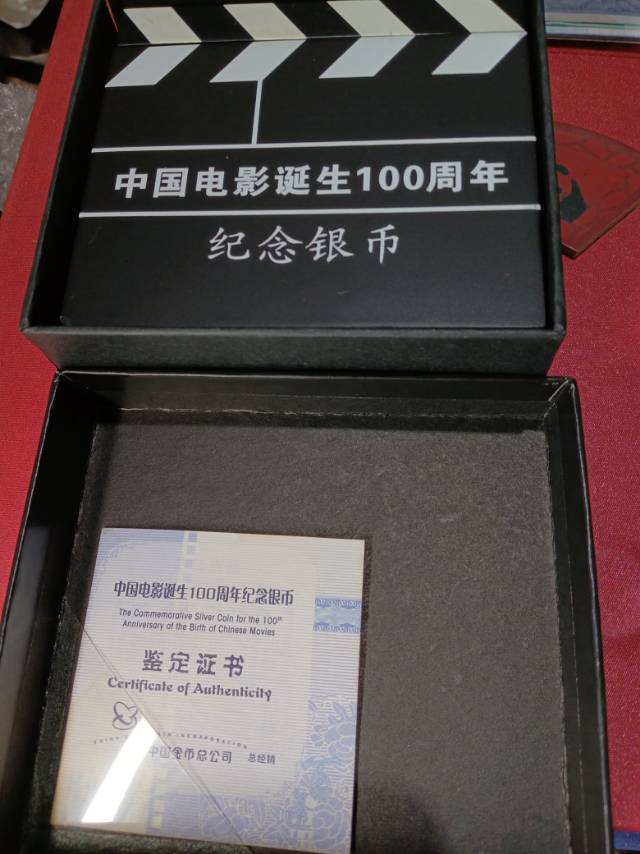 中国电影诞生100周年
纪念银币
中国电影诞生100周年纪念银币
The Commemorative Silver Coin for the 100th
Anniversary of the Birth of Chinese Movies
鉴定证书
Certificate of Authenticity
INCORPORATION
中国金币总公司 总经销